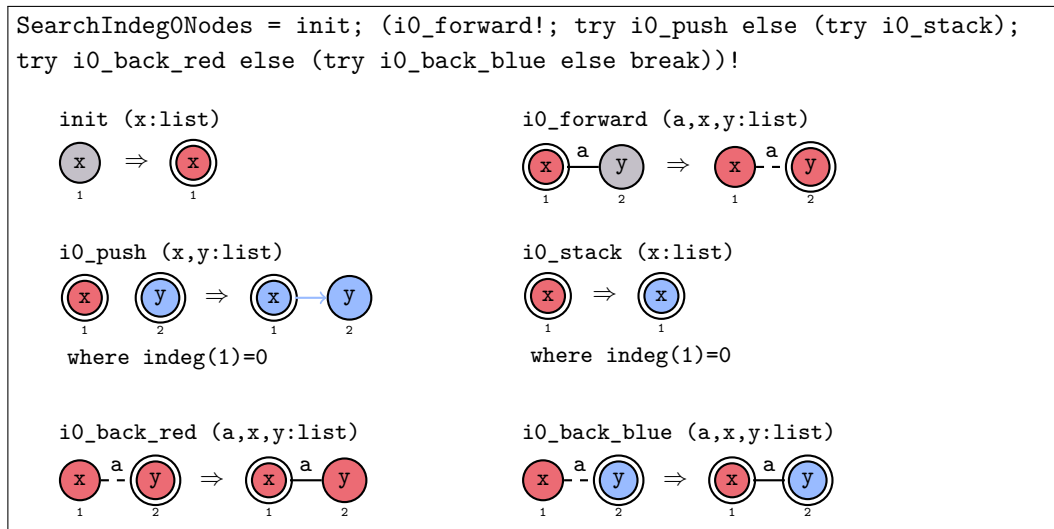 SearchIndeg0Nodes = init; (i0_forward!; try i0_push else (try i0_stack);
try i0_back_red else (try i0_back_blue else break))!
init (x:list)
x ⇒ x
1 1
i0_forward (a,x,y:list)
x a y ⇒ x a y
1 2 1 2
i0_push (x,y:list)
x y ⇒ x y
1 2 1 2
where indeg(1)=0
i0_stack (x:list)
x ⇒ x
1 1
where indeg(1)=0
i0_back_red (a,x,y:list)
x a y ⇒ x a y
1 2 1 2
i0_back_blue (a,x,y:list)
x a y ⇒ x a y
1 2 1 2